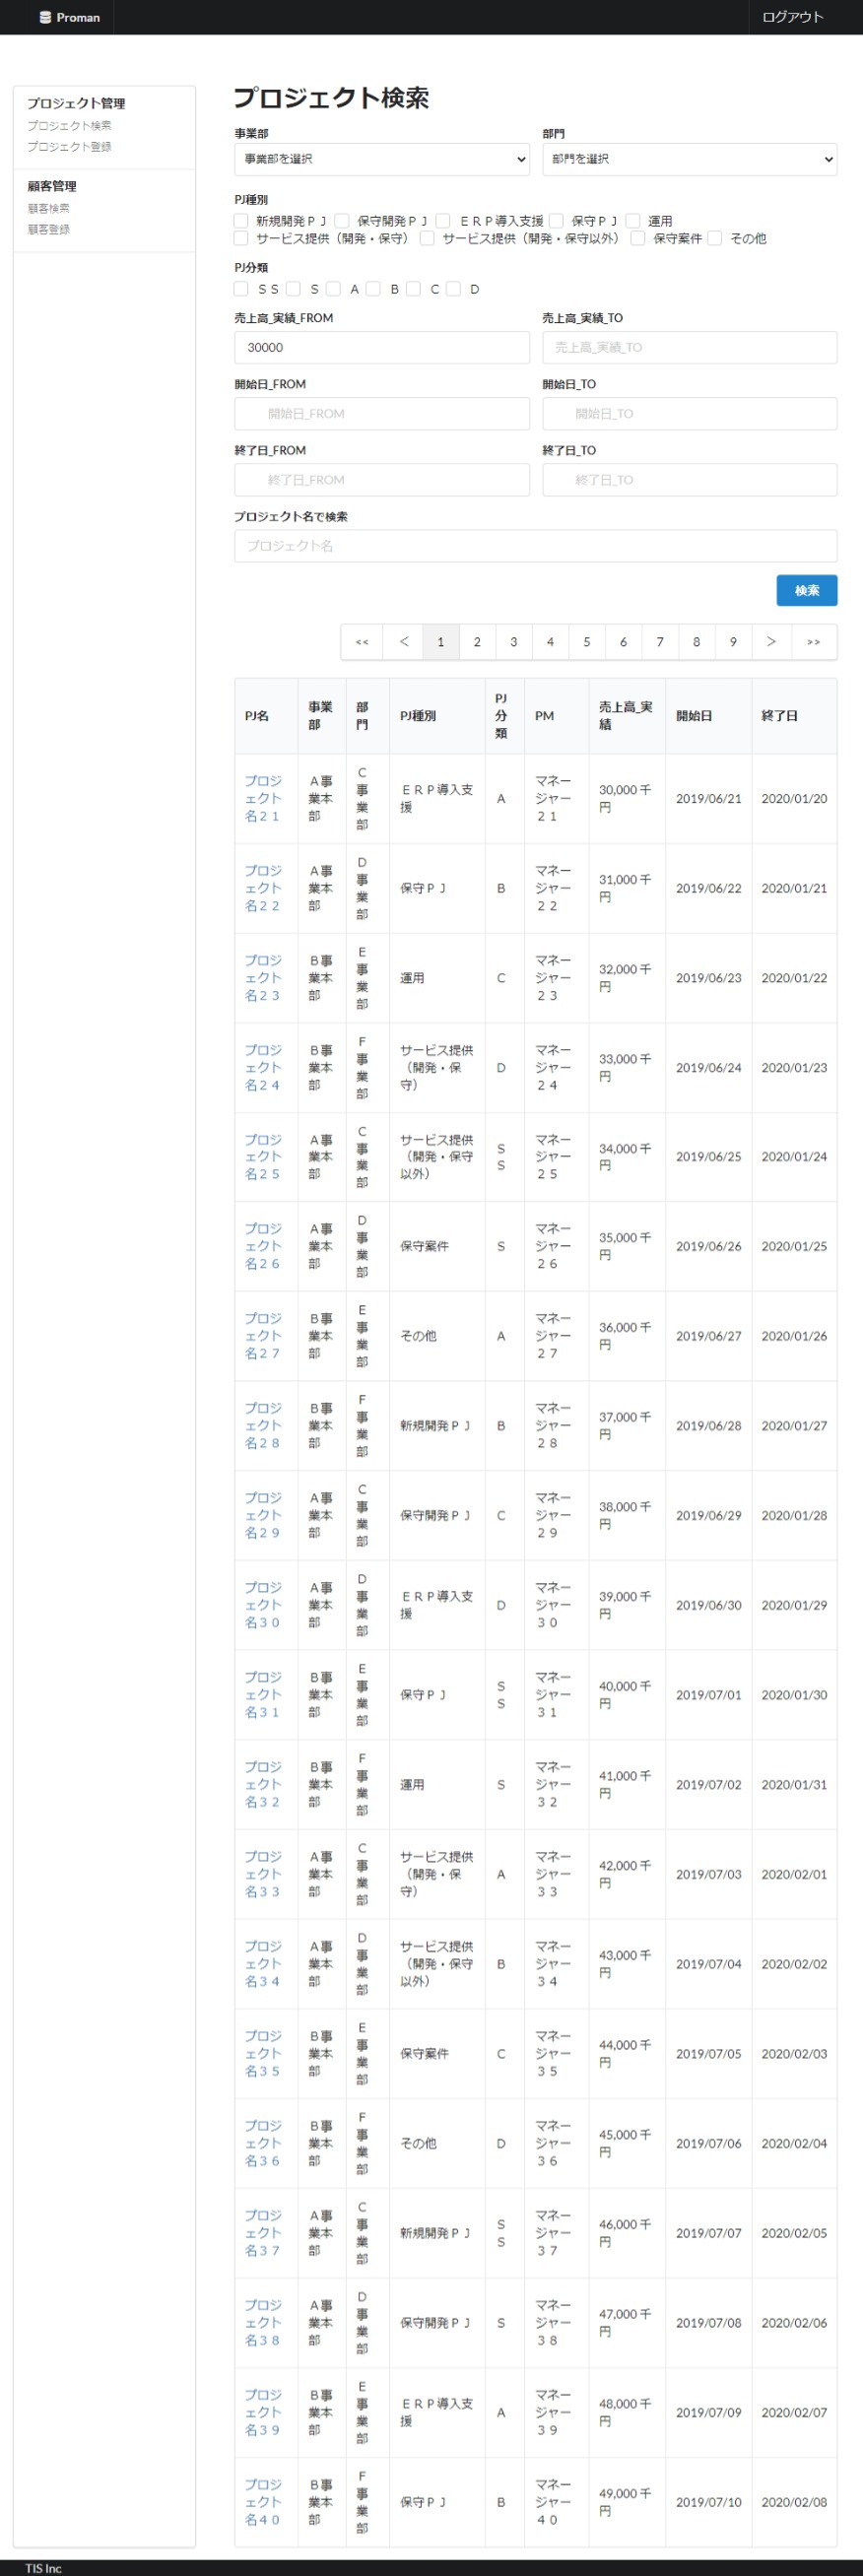 Proman
ログアウト
プロジェクト管理
プロジェクト検索
プロジェクト登録
顧客管理
顧客検索
顧客登録
プロジェクト検索
事業部 部門
事業部を選択 部門を選択
PJ種別
新規開発ＰＪ 保守開発ＰＪ ＥＲＰ導入支援 保守ＰＪ 運用
サービス提供（開発・保守） サービス提供（開発・保守以外） 保守案件 その他
PJ分類
ＳＳ Ｓ Ａ Ｂ Ｃ Ｄ
売上高_実績_FROM 売上高_実績_TO
30000 売上高_実績_TO
開始日_FROM 開始日_TO
開始日_FROM 開始日_TO
終了日_FROM 終了日_TO
終了日_FROM 終了日_TO
プロジェクト名で検索
プロジェクト名
検索
<< < 1 2 3 4 5 6 7 8 9 > >>
PJ名 事業部 部門 PJ種別 PJ分類 PM 売上高_実績 開始日 終了日
プロジェクト名２１ Ａ事業本部 Ｃ事業部 ＥＲＰ導入支援 Ａ マネージャー２１ 30,000 千円 2019/06/21 2020/01/20
プロジェクト名２２ Ａ事業本部 Ｄ事業部 保守ＰＪ Ｂ マネージャー２２ 31,000 千円 2019/06/22 2020/01/21
プロジェクト名２３ Ｂ事業本部 Ｅ事業部 運用 Ｃ マネージャー２３ 32,000 千円 2019/06/23 2020/01/22
プロジェクト名２４ Ｂ事業本部 Ｆ事業部 サービス提供（開発・保守） Ｄ マネージャー２４ 33,000 千円 2019/06/24 2020/01/23
プロジェクト名２５ Ａ事業本部 Ｃ事業部 サービス提供（開発・保守以外） ＳＳ マネージャー２５ 34,000 千円 2019/06/25 2020/01/24
プロジェクト名２６ Ａ事業本部 Ｄ事業部 保守案件 Ｓ マネージャー２６ 35,000 千円 2019/06/26 2020/01/25
プロジェクト名２７ Ｂ事業本部 Ｅ事業部 その他 Ａ マネージャー２７ 36,000 千円 2019/06/27 2020/01/26
プロジェクト名２８ Ｂ事業本部 Ｆ事業部 新規開発ＰＪ Ｂ マネージャー２８ 37,000 千円 2019/06/28 2020/01/27
プロジェクト名２９ Ａ事業本部 Ｃ事業部 保守開発ＰＪ Ｃ マネージャー２９ 38,000 千円 2019/06/29 2020/01/28
プロジェクト名３０ Ａ事業本部 Ｄ事業部 ＥＲＰ導入支援 Ｄ マネージャー３０ 39,000 千円 2019/06/30 2020/01/29
プロジェクト名３１ Ｂ事業本部 Ｅ事業部 保守ＰＪ ＳＳ マネージャー３１ 40,000 千円 2019/07/01 2020/01/30
プロジェクト名３２ Ｂ事業本部 Ｆ事業部 運用 Ｓ マネージャー３２ 41,000 千円 2019/07/02 2020/01/31
プロジェクト名３３ Ａ事業本部 Ｃ事業部 サービス提供（開発・保守） Ａ マネージャー３３ 42,000 千円 2019/07/03 2020/02/01
プロジェクト名３４ Ａ事業本部 Ｄ事業部 サービス提供（開発・保守以外） Ｂ マネージャー３４ 43,000 千円 2019/07/04 2020/02/02
プロジェクト名３５ Ｂ事業本部 Ｅ事業部 保守案件 Ｃ マネージャー３５ 44,000 千円 2019/07/05 2020/02/03
プロジェクト名３６ Ｂ事業本部 Ｆ事業部 その他 Ｄ マネージャー３６ 45,000 千円 2019/07/06 2020/02/04
プロジェクト名３７ Ａ事業本部 Ｃ事業部 新規開発ＰＪ ＳＳ マネージャー３７ 46,000 千円 2019/07/07 2020/02/05
プロジェクト名３８ Ａ事業本部 Ｄ事業部 保守開発ＰＪ Ｓ マネージャー３８ 47,000 千円 2019/07/08 2020/02/06
プロジェクト名３９ Ｂ事業本部 Ｅ事業部 ＥＲＰ導入支援 Ａ マネージャー３９ 48,000 千円 2019/07/09 2020/02/07
プロジェクト名４０ Ｂ事業本部 Ｆ事業部 保守ＰＪ Ｂ マネージャー４０ 49,000 千円 2019/07/10 2020/02/08
TIS Inc